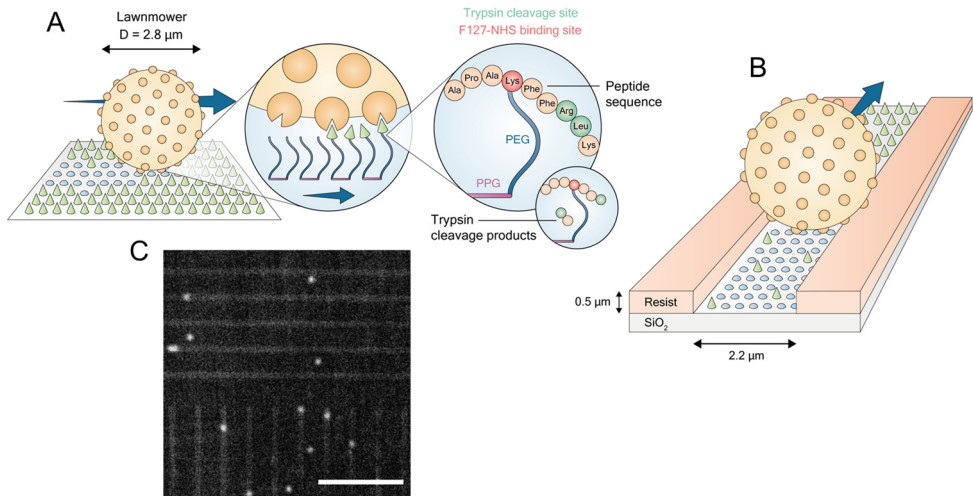 A
Lawnmower
D = 2.8 μm
Trypsin cleavage site
F127-NHS binding site
Ala
Pro
Ala
Lys
Phe
Phe
Arg
Leu
Lys
Peptide
sequence
PEG
PPG
Trypsin
cleavage products
B
0.5 μm
Resist
SiO₂
2.2 μm
C